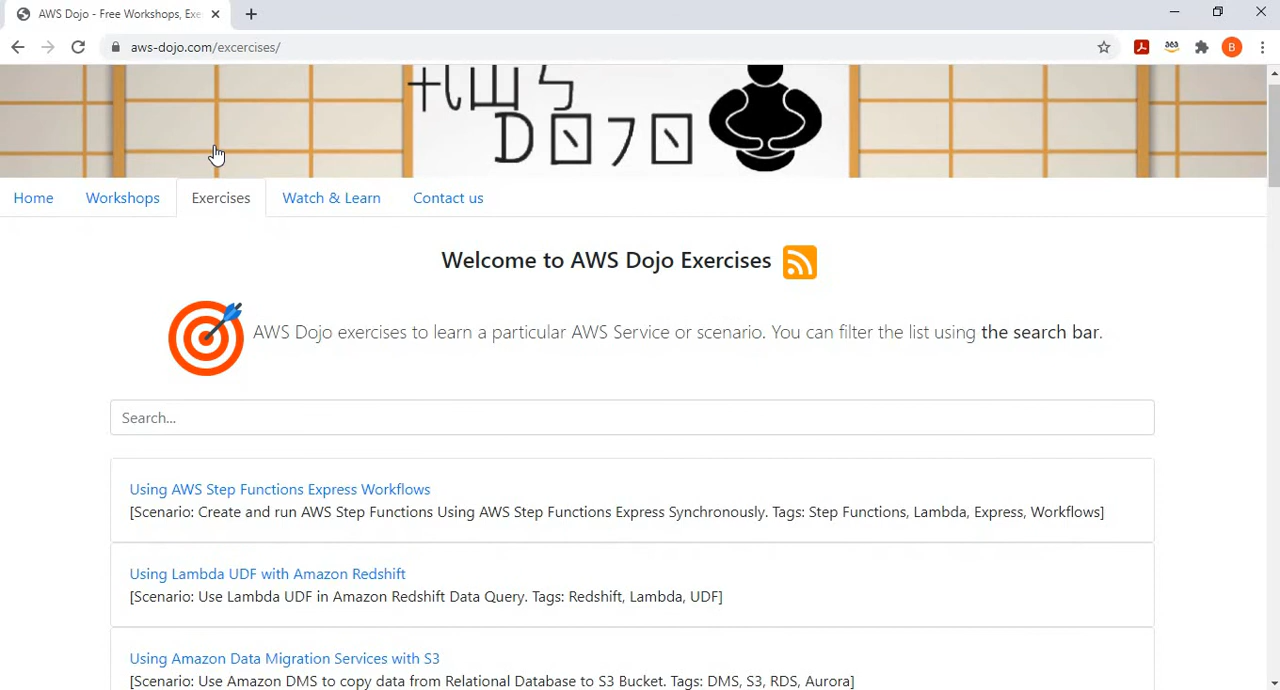 AWS Dojo - Free Workshops, Exe
aws-dojo.com/excercises/
B
AWS
DOJO
Home Workshops Exercises Watch & Learn Contact us
Welcome to AWS Dojo Exercises
AWS Dojo exercises to learn a particular AWS Service or scenario. You can filter the list using the search bar.
Search...
Using AWS Step Functions Express Workflows
[Scenario: Create and run AWS Step Functions Using AWS Step Functions Express Synchronously. Tags: Step Functions, Lambda, Express, Workflows]
Using Lambda UDF with Amazon Redshift
[Scenario: Use Lambda UDF in Amazon Redshift Data Query. Tags: Redshift, Lambda, UDF]
Using Amazon Data Migration Services with S3
[Scenario: Use Amazon DMS to copy data from Relational Database to S3 Bucket. Tags: DMS, S3, RDS, Aurora]